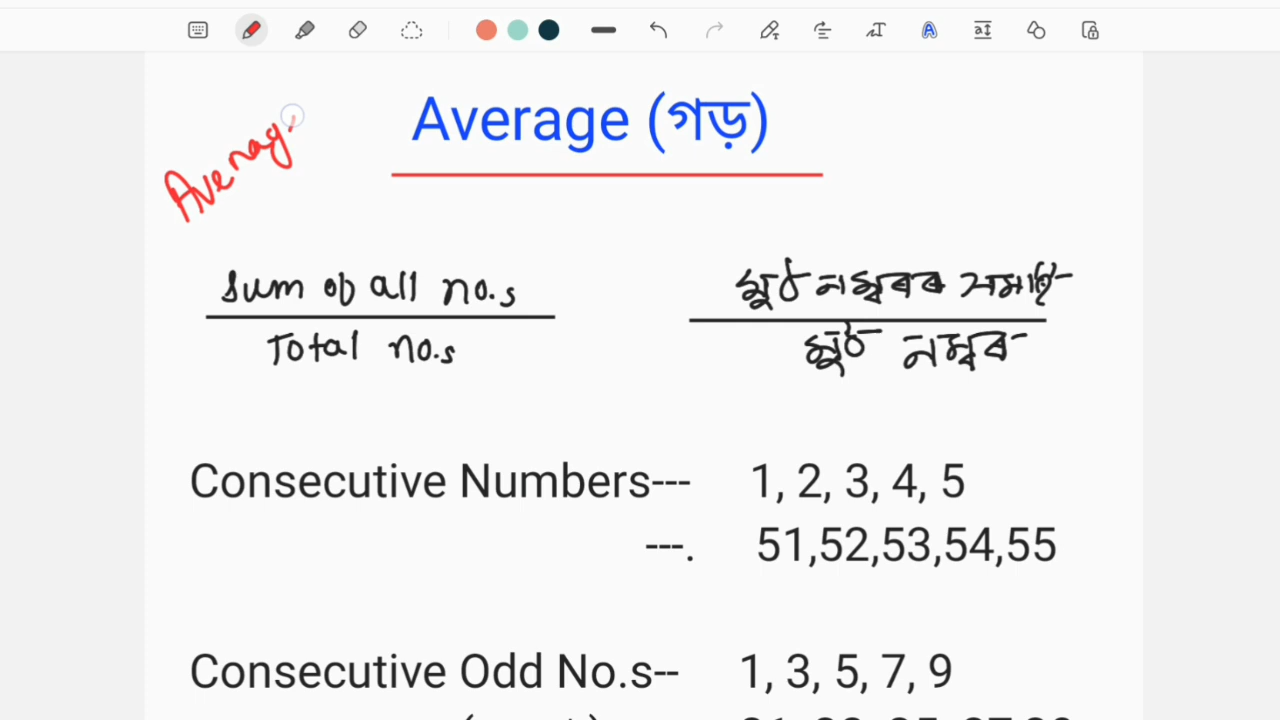 Average (গড়)
Averag
Sum of all no.s
Total no.s
মুঠ নম্বৰৰ সমষ্টি
মুঠ নম্বৰ
Consecutive Numbers--- 1, 2, 3, 4, 5
---. 51,52,53,54,55
Consecutive Odd No.s-- 1, 3, 5, 7, 9